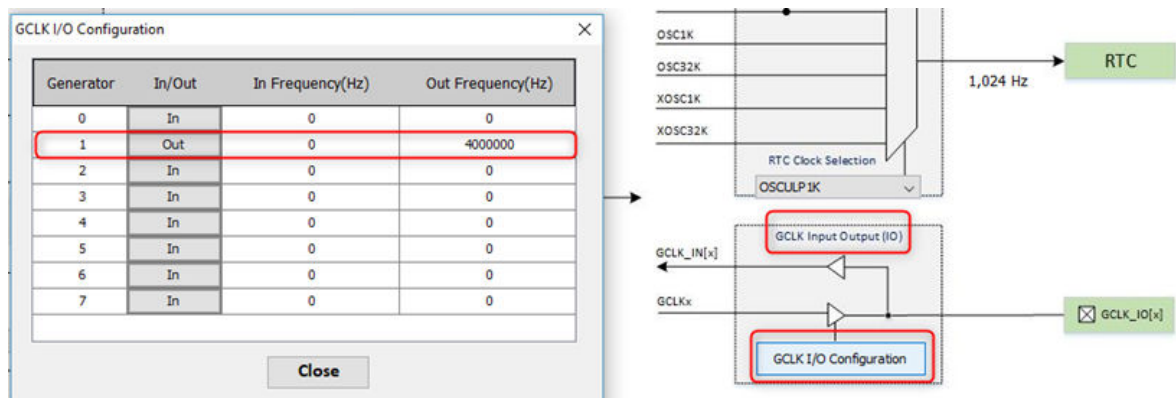 GCLK I/O Configuration
Generator In/Out In Frequency(Hz) Out Frequency(Hz)
0 In 0 0
1 Out 0 4000000
2 In 0 0
3 In 0 0
4 In 0 0
5 In 0 0
6 In 0 0
7 In 0 0
Close
OSC1K
OSC32K
XOSC1K
XOSC32K
1,024 Hz
RTC
RTC Clock Selection
OSCULP1K
GCLK Input Output (IO)
GCLK_IN[x]
GCLKx
GCLK_IO[x]
GCLK I/O Configuration